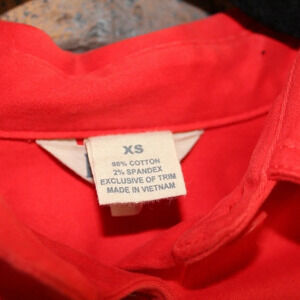 XS
98% COTTON
2% SPANDEX
EXCLUSIVE OF TRIM
MADE IN VIETNAM